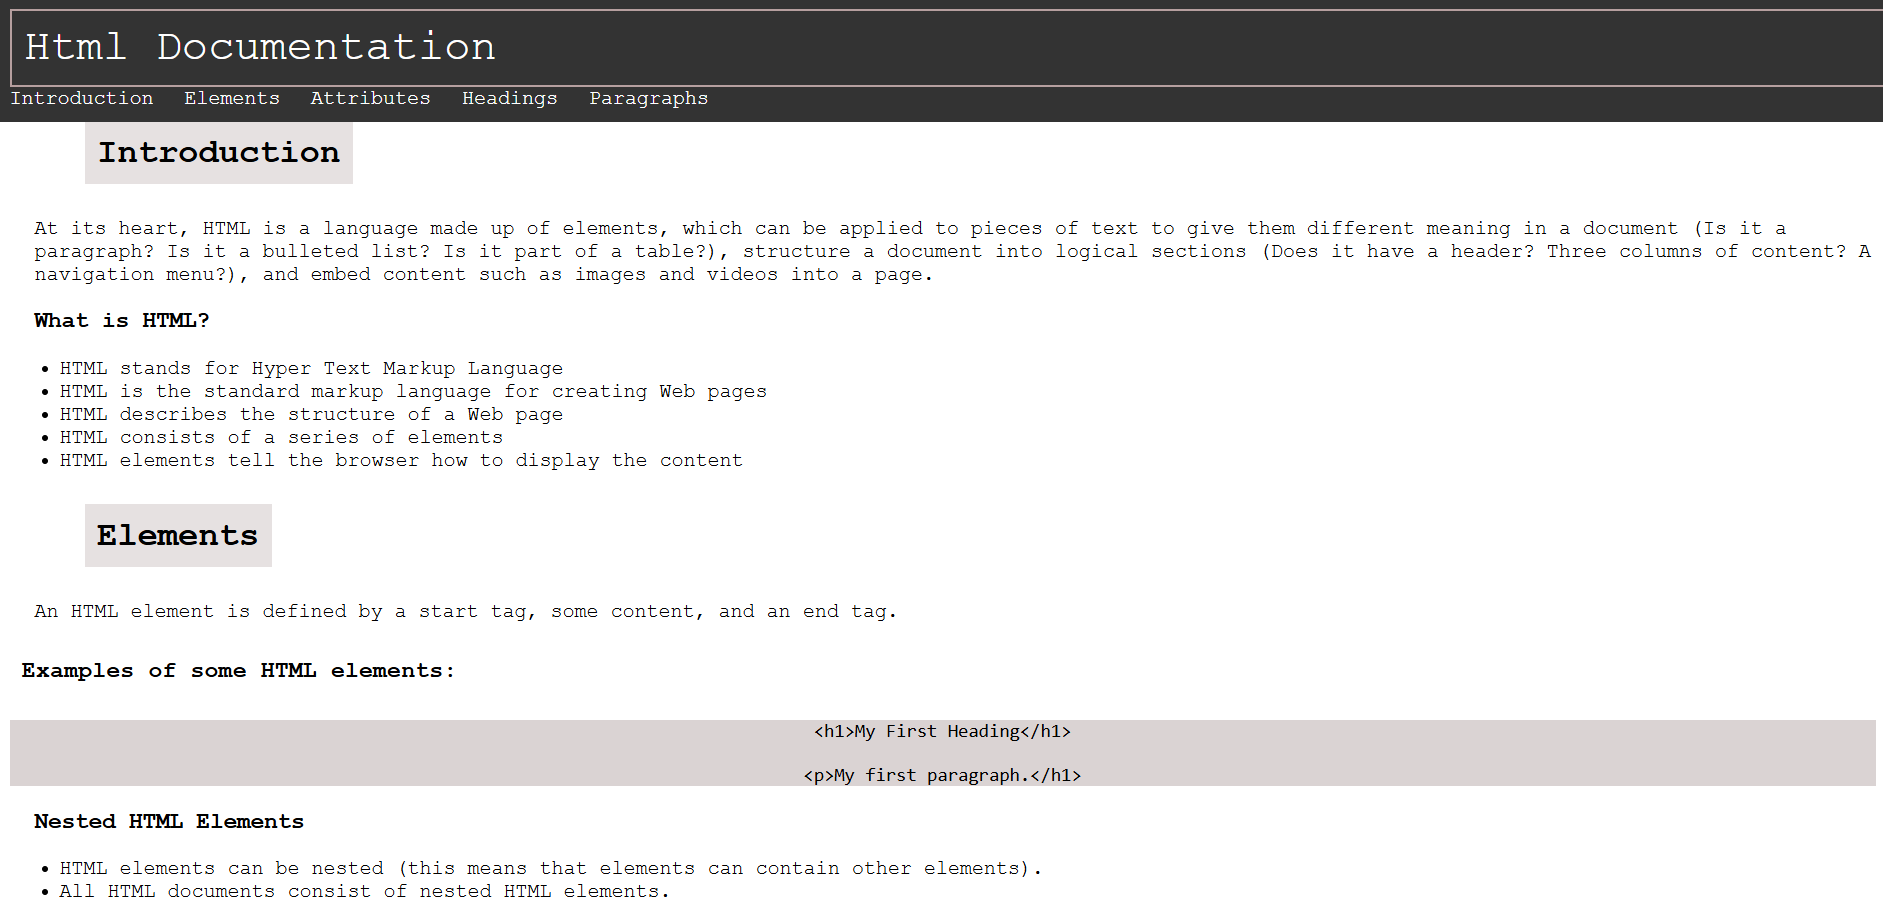 Html Documentation
Introduction Elements Attributes Headings Paragraphs
Introduction
At its heart, HTML is a language made up of elements, which can be applied to pieces of text to give them different meaning in a document (Is it a
paragraph? Is it a bulleted list? Is it part of a table?), structure a document into logical sections (Does it have a header? Three columns of content? A
navigation menu?), and embed content such as images and videos into a page.
What is HTML?
• HTML stands for Hyper Text Markup Language
• HTML is the standard markup language for creating Web pages
• HTML describes the structure of a Web page
• HTML consists of a series of elements
• HTML elements tell the browser how to display the content
Elements
An HTML element is defined by a start tag, some content, and an end tag.
Examples of some HTML elements:
<h1>My First Heading</h1>
<p>My first paragraph.</h1>
Nested HTML Elements
• HTML elements can be nested (this means that elements can contain other elements).
• All HTML documents consist of nested HTML elements.